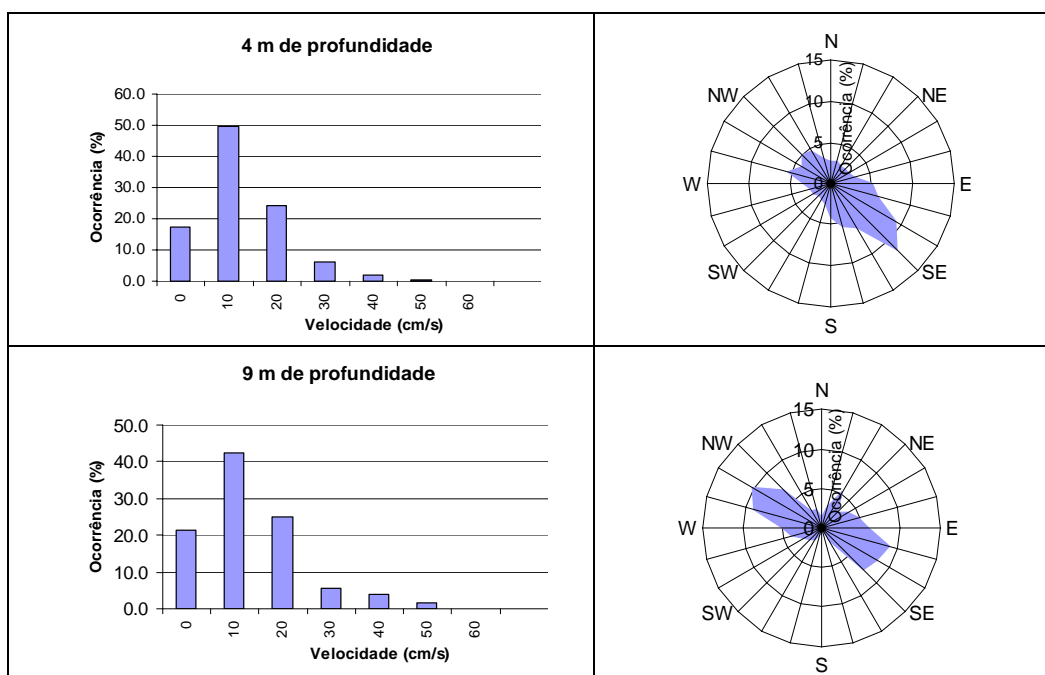 4 m de profundidade
60.0
50.0
40.0
30.0
20.0
10.0
0.0
Ocorrência (%)
0
10
20
30
40
50
60
Velocidade (cm/s)
N
NE
E
SE
S
SW
W
NW
15
10
5
0
Ocorrência (%)
9 m de profundidade
50.0
40.0
30.0
20.0
10.0
0.0
Ocorrência (%)
0
10
20
30
40
50
60
Velocidade (cm/s)
N
NE
E
SE
S
SW
W
NW
15
10
5
0
Ocorrência (%)